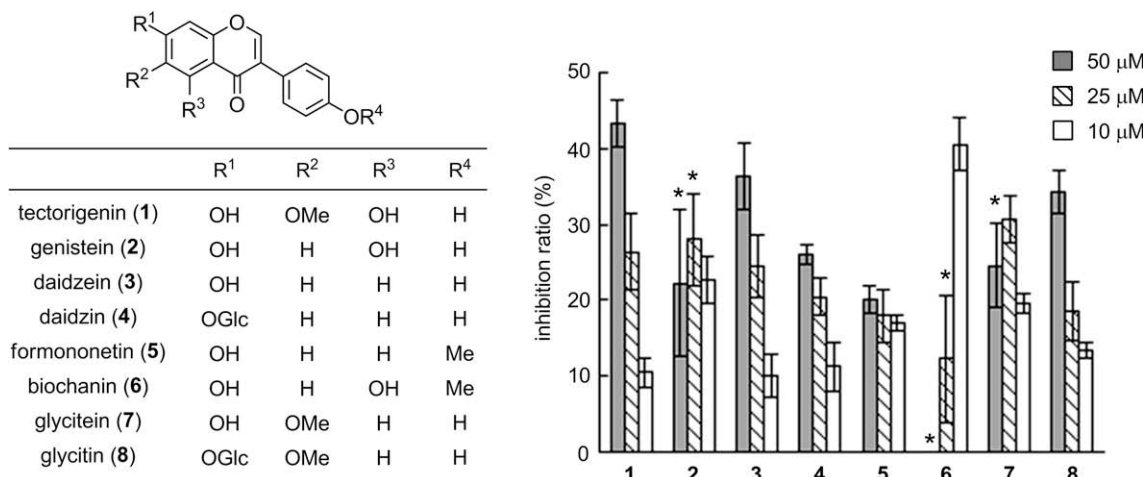 R¹
O
R²
R³
O
OR⁴
R¹ R² R³ R⁴
tectorigenin (1) OH OMe OH H
genistein (2) OH H OH H
daidzein (3) OH H H H
daidzin (4) OGlc H H H
formononetin (5) OH H H Me
biochanin (6) OH H OH Me
glycitein (7) OH OMe H H
glycitin (8) OGlc OMe H H
50 μM
25 μM
10 μM
inhibition ratio (%)
50
40
30
20
10
0
* * * * *
1 2 3 4 5 6 7 8